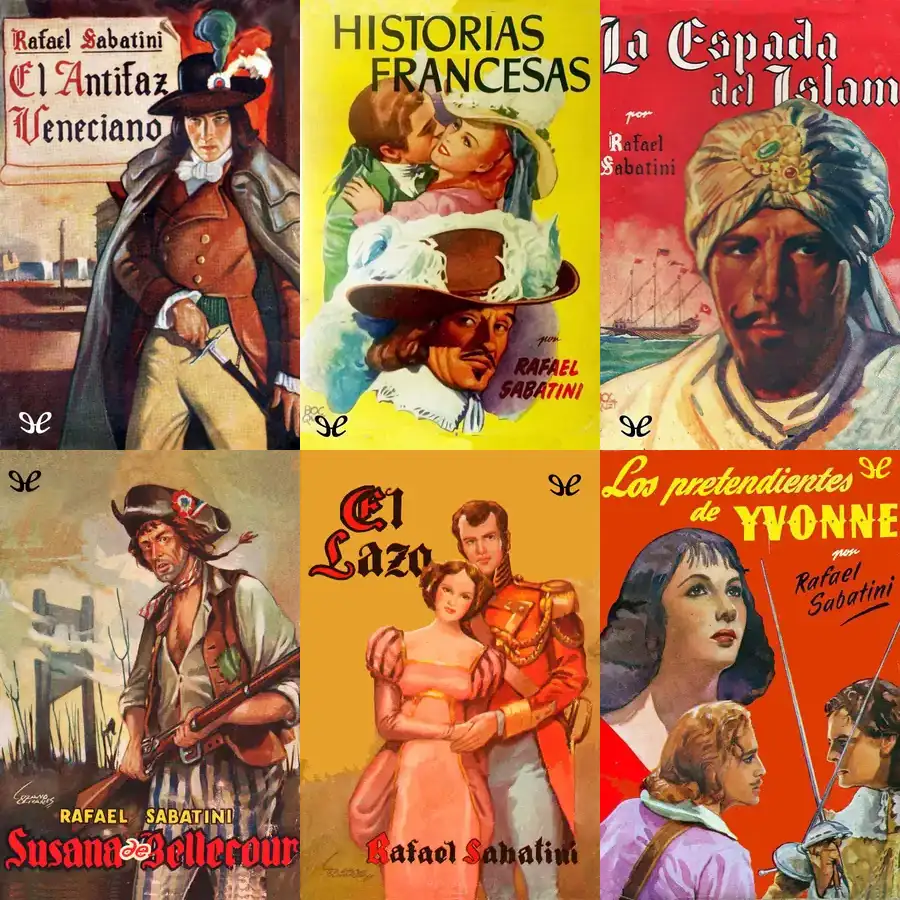 Rafael Sabatini
El Antifaz
Veneciano
HISTORIAS
FRANCESAS
por
RAFAEL
SABATINI
La Espada
del Islam
por
Rafael
Sabatini
RAFAEL SABATINI
Susana de Bellecour
El
Lazo
Rafael Sabatini
Los pretendientes
de YVONNE
por
Rafael
Sabatini